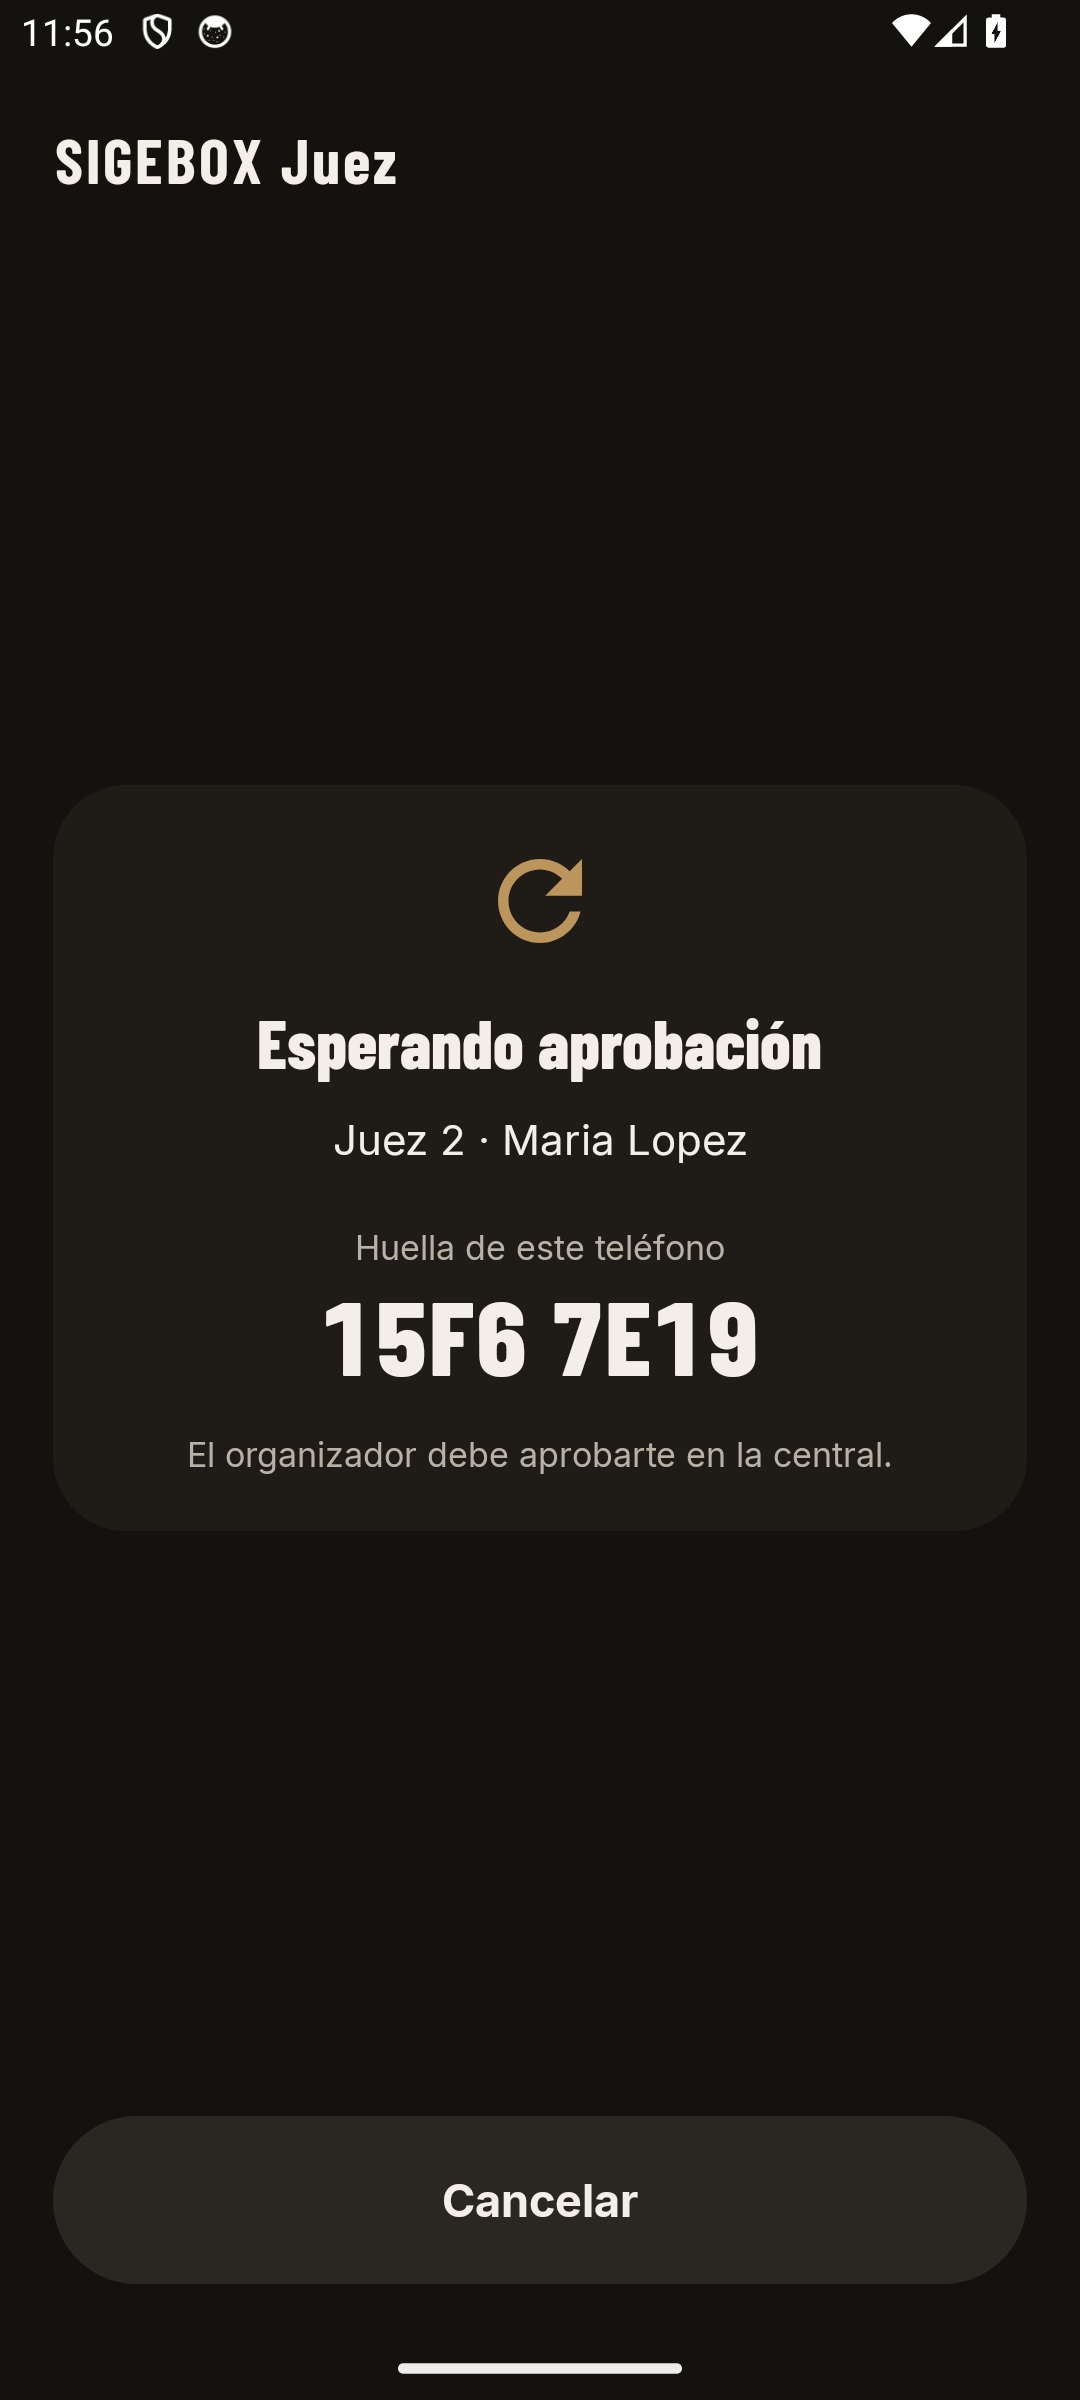 11:56
SIGEBOX Juez
Esperando aprobación
Juez 2 · Maria Lopez
Huella de este teléfono
15F6 7E19
El organizador debe aprobarte en la central.
Cancelar